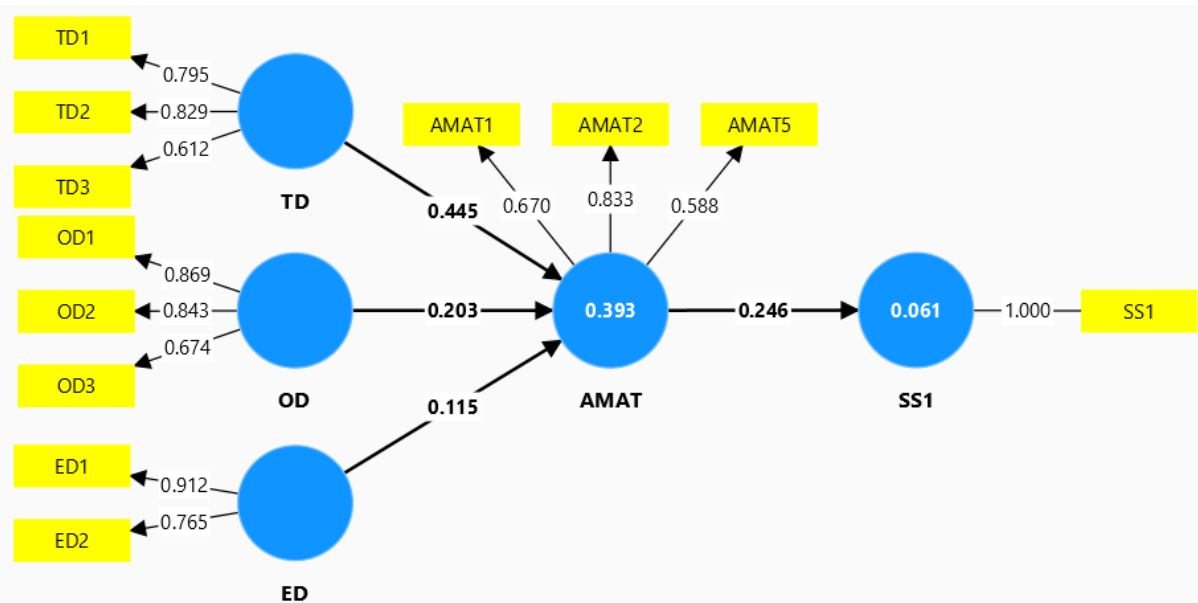 TD1
0.795
TD2
0.829
0.612
TD3
TD
OD1
0.869
OD2
0.843
0.674
OD3
OD
ED1
0.912
ED2
0.765
ED
0.445
0.203
0.115
AMAT1
AMAT2
AMAT5
0.670
0.833
0.588
0.393
AMAT
0.246
0.061
SS1
1.000
SS1